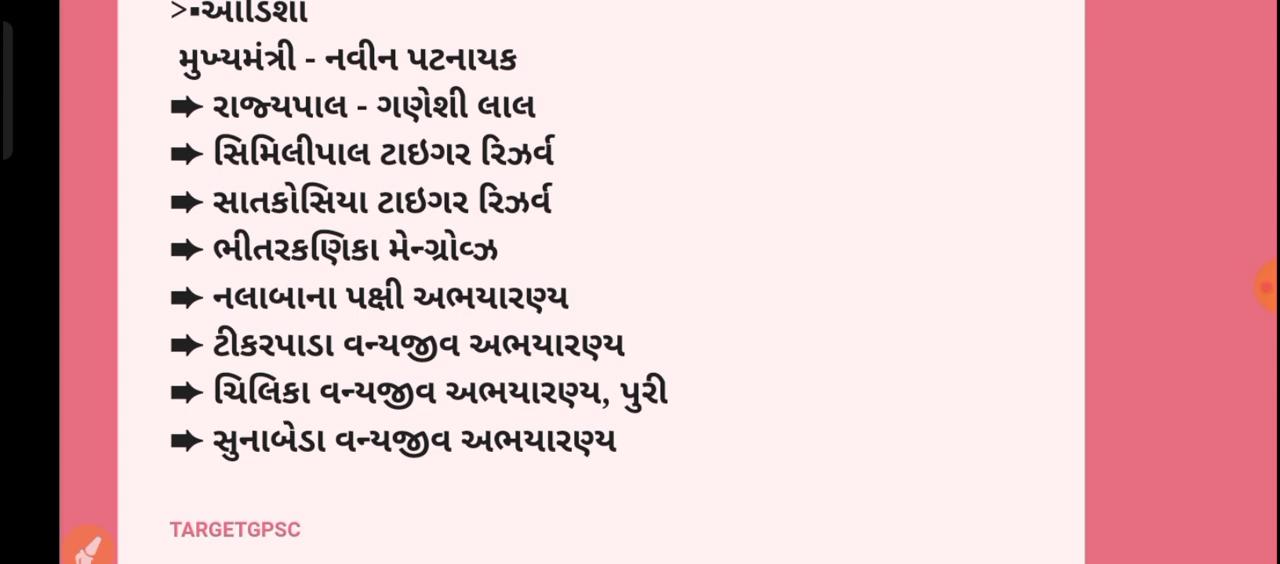 >▪ઓડિશા
મુખ્યમંત્રી - નવીન પટનાયક
➨ રાજ્યપાલ - ગણેશી લાલ
➨ સિમિલીપાલ ટાઇગર રિઝર્વ
➨ સાતકોસિયા ટાઇગર રિઝર્વ
➨ ભીતરકણિકા મેન્ગ્રોવ્ઝ
➨ નલાબાના પક્ષી અભયારણ્ય
➨ ટીકરપાડા વન્યજીવ અભયારણ્ય
➨ ચિલિકા વન્યજીવ અભયારણ્ય, પુરી
➨ સુનાબેડા વન્યજીવ અભયારણ્ય
TARGETGPSC